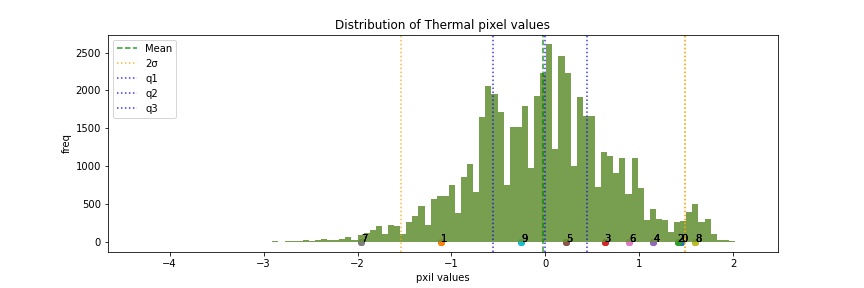 Distribution of Thermal pixel values
Mean
2σ
q1
q2
q3
freq
2500
2000
1500
1000
500
0
7 1 9 5 3 6 4 2 0 8
−4 −3 −2 −1 0 1 2
pxil values